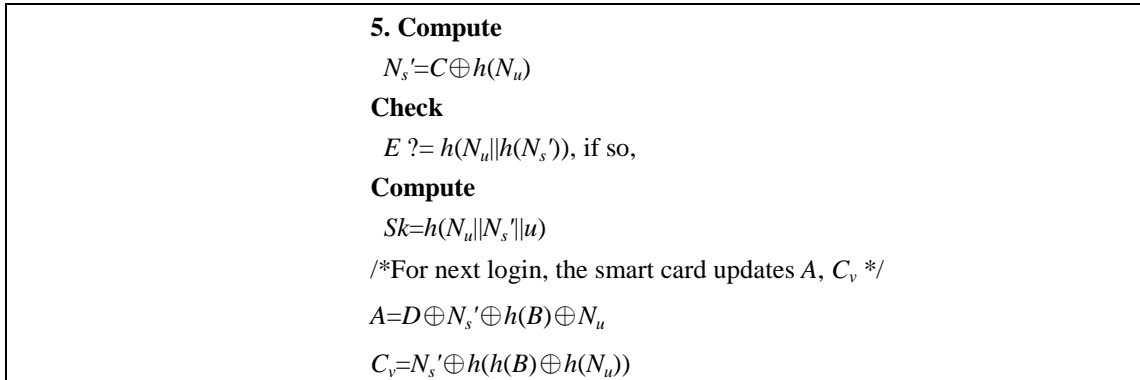 5. Compute
Ns'=C⊕h(Nu)
Check
E ?= h(Nu||h(Ns')), if so,
Compute
Sk=h(Nu||Ns'||u)
/*For next login, the smart card updates A, Cv */
A=D⊕Ns'⊕h(B)⊕Nu
Cv=Ns'⊕h(h(B)⊕h(Nu))